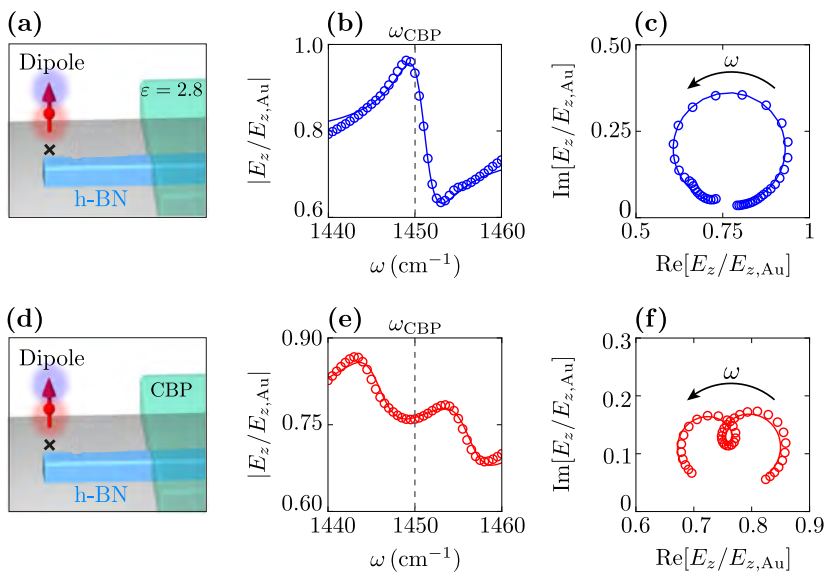 (a)
Dipole
ε = 2.8
h-BN
(b)
ω_CBP
1.0
0.8
0.6
|E_z/E_z,Au|
1440
1450
1460
ω (cm⁻¹)
(c)
0.50
0.25
0
Im[E_z/E_z,Au]
ω
0.5
0.75
1
Re[E_z/E_z,Au]
(d)
Dipole
CBP
h-BN
(e)
ω_CBP
0.90
0.75
0.60
|E_z/E_z,Au|
1440
1450
1460
ω (cm⁻¹)
(f)
0.3
0.2
0.1
0
Im[E_z/E_z,Au]
ω
0.6
0.7
0.8
0.9
Re[E_z/E_z,Au]